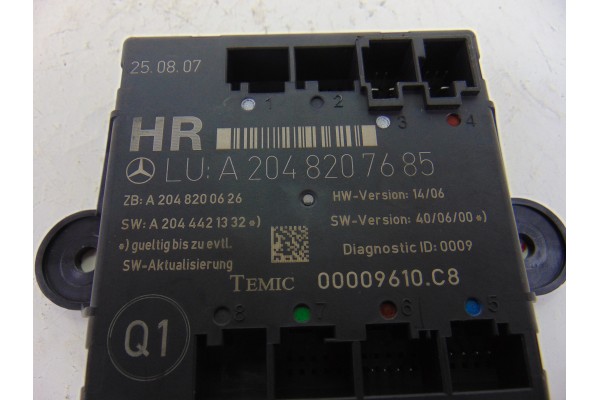 25.08.07
1 2 3 4
HR
LU: A 204 820 76 85
ZB: A 204 820 06 26
HW-Version: 14/06
SW: A 204 442 13 32 •)
SW-Version: 40/06/00 •)
•) gueltig bis zu evtl.
SW-Aktualisierung
Diagnostic ID: 0009
TEMIC 00009610.C8
Q1
8 7 6 5